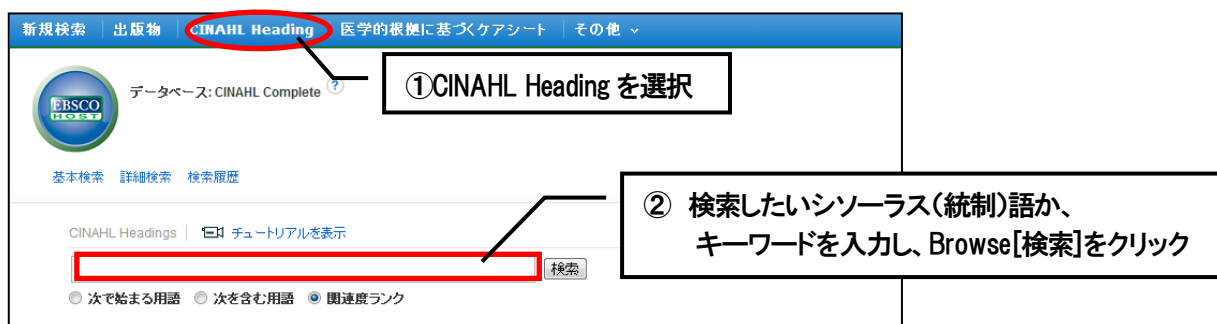 新規検索 出版物 CINAHL Heading 医学的根拠に基づくケアシート その他
①CINAHL Heading を選択
EBSCO
HOST
データベース: CINAHL Complete ?
基本検索 詳細検索 検索履歴
② 検索したいシソーラス(統制)語か、
キーワードを入力し、Browse[検索]をクリック
CINAHL Headings チュートリアルを表示
検索
次で始まる用語 次を含む用語 関連度ランク